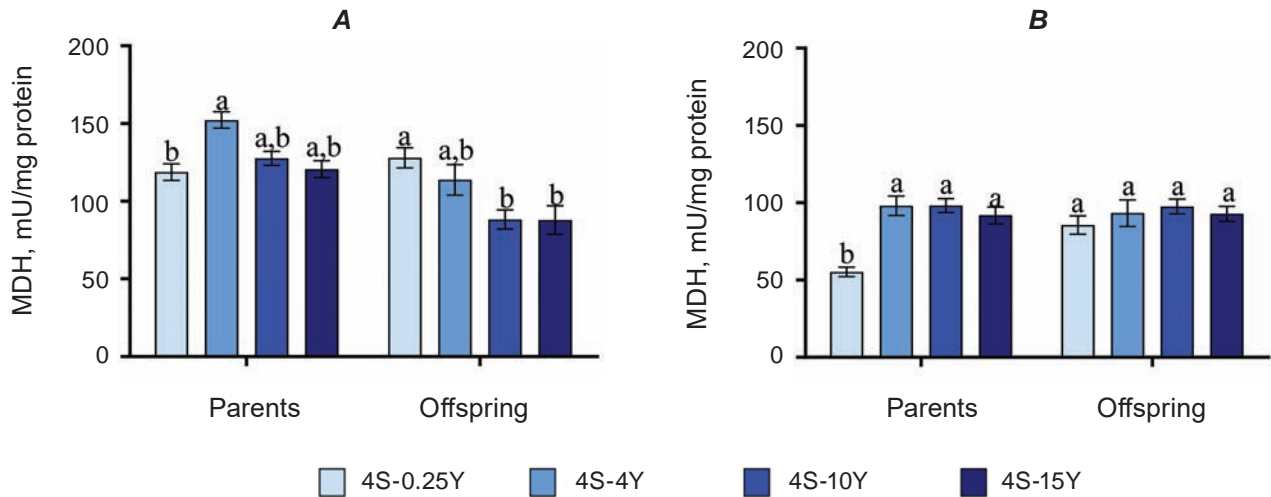 A
MDH, mU/mg protein
200
150
100
50
0
b
a
a,b
a,b
a
a,b
b
b
Parents
Offspring
B
MDH, mU/mg protein
200
150
100
50
0
b
a
a
a
a
a
a
a
Parents
Offspring
4S-0.25Y
4S-4Y
4S-10Y
4S-15Y